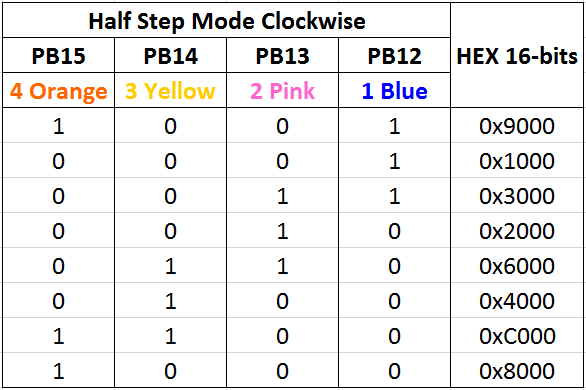 Half Step Mode Clockwise
PB15 PB14 PB13 PB12 HEX 16-bits
4 Orange 3 Yellow 2 Pink 1 Blue
1 0 0 1 0x9000
0 0 0 1 0x1000
0 0 1 1 0x3000
0 0 1 0 0x2000
0 1 1 0 0x6000
0 1 0 0 0x4000
1 1 0 0 0xC000
1 0 0 0 0x8000